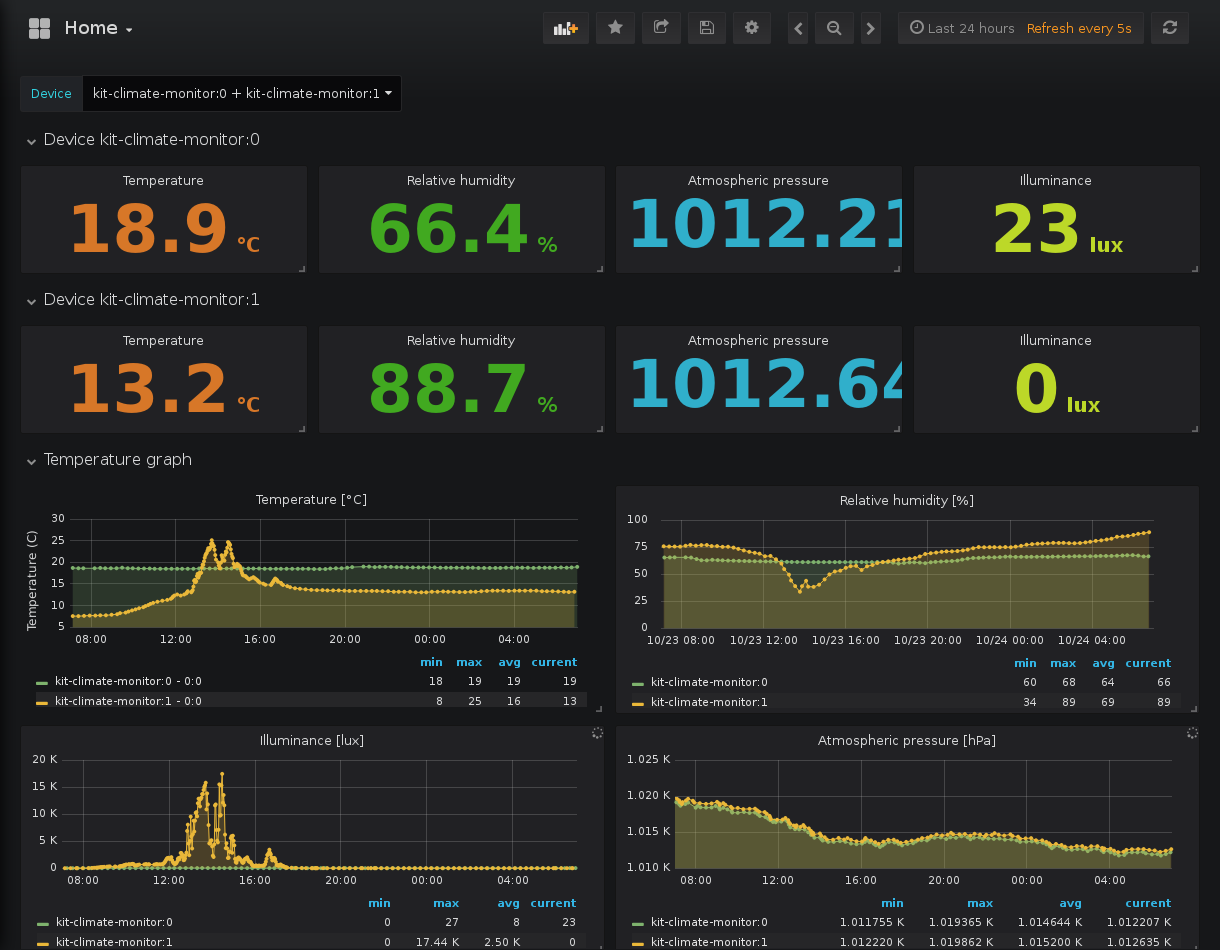 Home
Last 24 hours Refresh every 5s
Device kit-climate-monitor:0 + kit-climate-monitor:1
Device kit-climate-monitor:0
Temperature Relative humidity Atmospheric pressure Illuminance
18.9 °C 66.4 % 1012.21 23 lux
Device kit-climate-monitor:1
Temperature Relative humidity Atmospheric pressure Illuminance
13.2 °C 88.7 % 1012.64 0 lux
Temperature graph
Temperature [°C]
Temperature (C)
30
25
20
15
10
5
08:00 12:00 16:00 20:00 00:00 04:00
min max avg current
kit-climate-monitor:0 - 0:0 18 19 19 19
kit-climate-monitor:1 - 0:0 8 25 16 13
Relative humidity [%]
100
75
50
25
0
10/23 08:00 10/23 12:00 10/23 16:00 10/23 20:00 10/24 00:00 10/24 04:00
min max avg current
kit-climate-monitor:0 60 68 64 66
kit-climate-monitor:1 34 89 69 89
Illuminance [lux]
20 K
15 K
10 K
5 K
0
08:00 12:00 16:00 20:00 00:00 04:00
min max avg current
kit-climate-monitor:0 0 27 8 23
kit-climate-monitor:1 0 17.44 K 2.50 K 0
Atmospheric pressure [hPa]
1.025 K
1.020 K
1.015 K
1.010 K
08:00 12:00 16:00 20:00 00:00 04:00
min max avg current
kit-climate-monitor:0 1.011755 K 1.019365 K 1.014644 K 1.012207 K
kit-climate-monitor:1 1.012220 K 1.019862 K 1.015200 K 1.012635 K